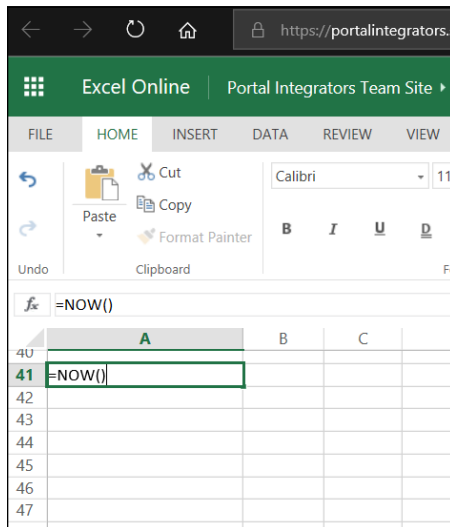 https://portalintegrators.
Excel Online | Portal Integrators Team Site
FILE HOME INSERT DATA REVIEW VIEW
Cut
Calibri 11
Copy
Paste
Format Painter
B I U D
Undo Clipboard F
fx =NOW()
A B C
40
41 =NOW()
42
43
44
45
46
47